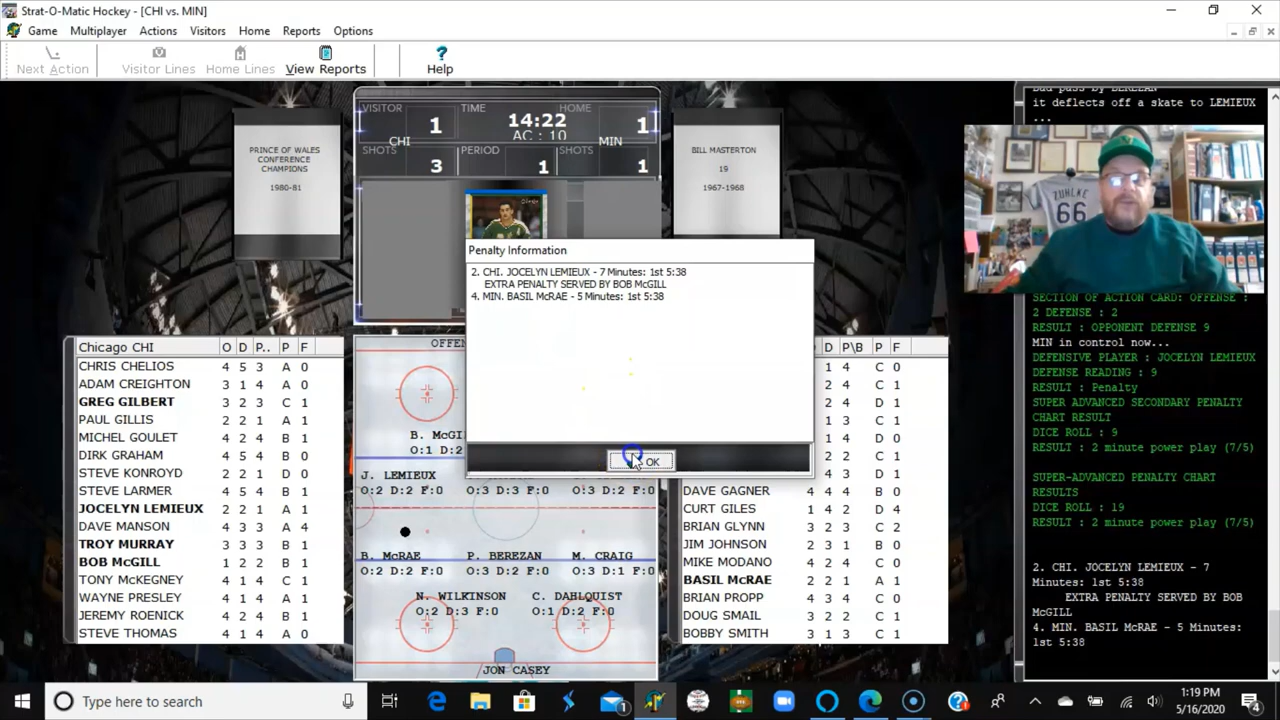 Strat-O-Matic Hockey - [CHI vs. MIN]
Game Multiplayer Actions Visitors Home Reports Options
Next Action Visitor Lines Home Lines View Reports Help
VISITOR TIME HOME
1 14:22 1
CHI AC : 10 MIN
SHOTS PERIOD SHOTS
3 1 1
PRINCE OF WALES
CONFERENCE
CHAMPIONS
1980-81
BILL MASTERTON
19
1967-1968
Penalty Information
2. CHI. JOCELYN LEMIEUX - 7 Minutes: 1st 5:38
EXTRA PENALTY SERVED BY BOB McGILL
4. MIN. BASIL McRAE - 5 Minutes: 1st 5:38
OK
Chicago CHI O D P.. P F
CHRIS CHELIOS 4 5 3 A 0
ADAM CREIGHTON 3 1 4 A 0
GREG GILBERT 3 2 3 C 1
PAUL GILLIS 2 2 1 A 1
MICHEL GOULET 4 2 4 B 1
DIRK GRAHAM 4 3 4 B 1
STEVE KONROYD 2 2 1 D 0
STEVE LARMER 4 3 4 B 1
JOCELYN LEMIEUX 2 2 1 A 1
DAVE MANSON 4 3 3 A 4
TROY MURRAY 3 3 3 B 1
BOB McGILL 1 2 2 B 1
TONY McKEGNEY 4 1 4 C 1
WAYNE PRESLEY 4 1 4 A 1
JEREMY ROENICK 4 2 4 B 1
STEVE THOMAS 4 1 4 A 0
OFFEN
B. McGI
O:1 D:2
J. LEMIEUX
O:2 D:2 F:0 O:3 D:3 F:0 O:3 D:2 F:0
B. McRAE P. BEREZAN M. CRAIG
O:2 D:2 F:0 O:3 D:2 F:0 O:3 D:1 F:0
N. WILKINSON C. DAHLQUIST
O:2 D:3 F:0 O:1 D:2 F:0
JON CASEY
D P\B P F
1 4 C 0
2 4 C 1
2 4 D 1
1 3 C 1
1 4 D 0
2 2 C 1
4 3 D 1
DAVE GAGNER 4 4 4 B 0
CURT GILES 1 4 2 D 4
BRIAN GLYNN 3 2 3 C 2
JIM JOHNSON 2 3 1 B 0
MIKE MODANO 4 2 4 C 0
BASIL McRAE 2 2 1 A 1
BRIAN PROPP 4 3 4 C 1
DOUG SMAIL 3 2 2 C 1
BOBBY SMITH 3 1 3 C 1
Bad pass by BEREZAN
it deflects off a skate to LEMIEUX
...
ZUHLKE
66
SECTION OF ACTION CARD: OFFENSE :
2 DEFENSE : 2
RESULT : OPPONENT DEFENSE 9
MIN in control now...
DEFENSIVE PLAYER : JOCELYN LEMIEUX
DEFENSE READING : 9
RESULT : Penalty
SUPER ADVANCED SECONDARY PENALTY
CHART RESULT
DICE ROLL : 9
RESULT : 2 minute power play (7/5)
SUPER-ADVANCED PENALTY CHART
RESULTS
DICE ROLL : 19
RESULT : 2 minute power play (7/5)
2. CHI. JOCELYN LEMIEUX - 7
Minutes: 1st 5:38
EXTRA PENALTY SERVED BY BOB
McGILL
4. MIN. BASIL McRAE - 5 Minutes:
1st 5:38
Type here to search
1
1:19 PM
5/16/2020
4